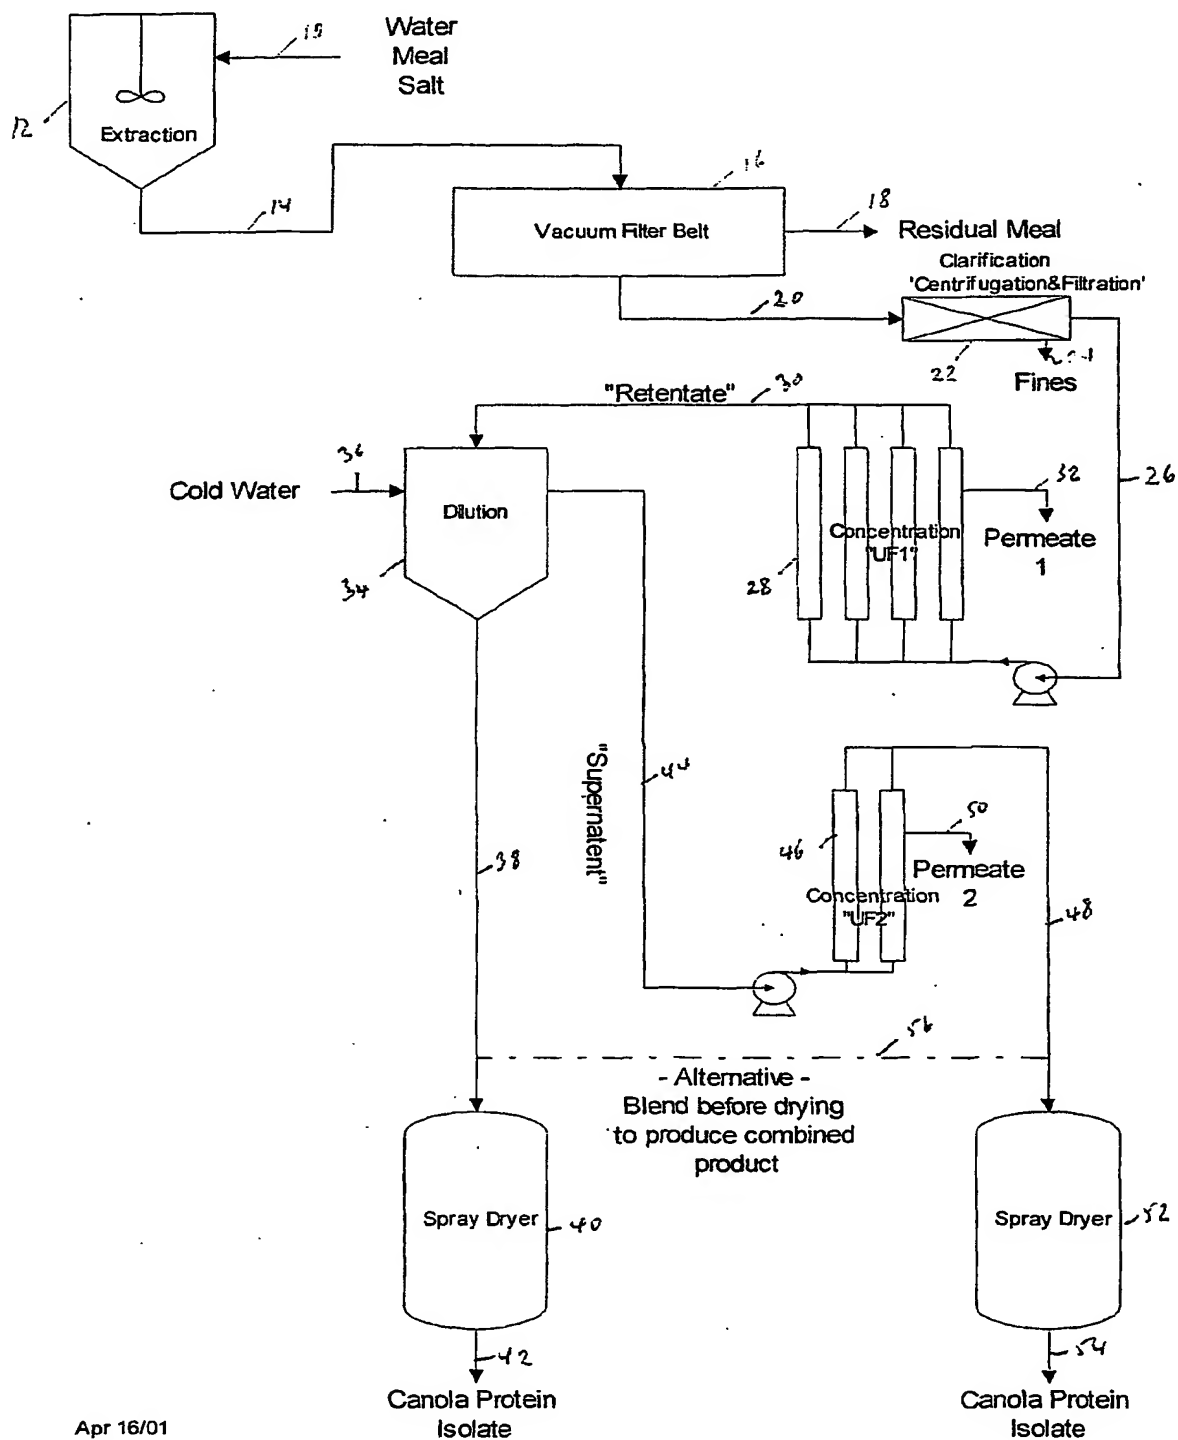 Water
Meal
Salt
12
Extraction
14
16
Vacuum Filter Belt
18
Residual Meal
Clarification
'Centrifugation&Filtration'
20
22
Fines
"Retentate"
30
26
Cold Water
36
Dilution
34
28
Concentration
"UF1"
32
Permeate
1
38
"Supernatent"
44
46
Concentration
"UF2"
50
Permeate
2
48
56
- Alternative -
Blend before drying
to produce combined
product
Spray Dryer
40
Spray Dryer
52
42
Canola Protein
Isolate
54
Canola Protein
Isolate
Apr 16/01